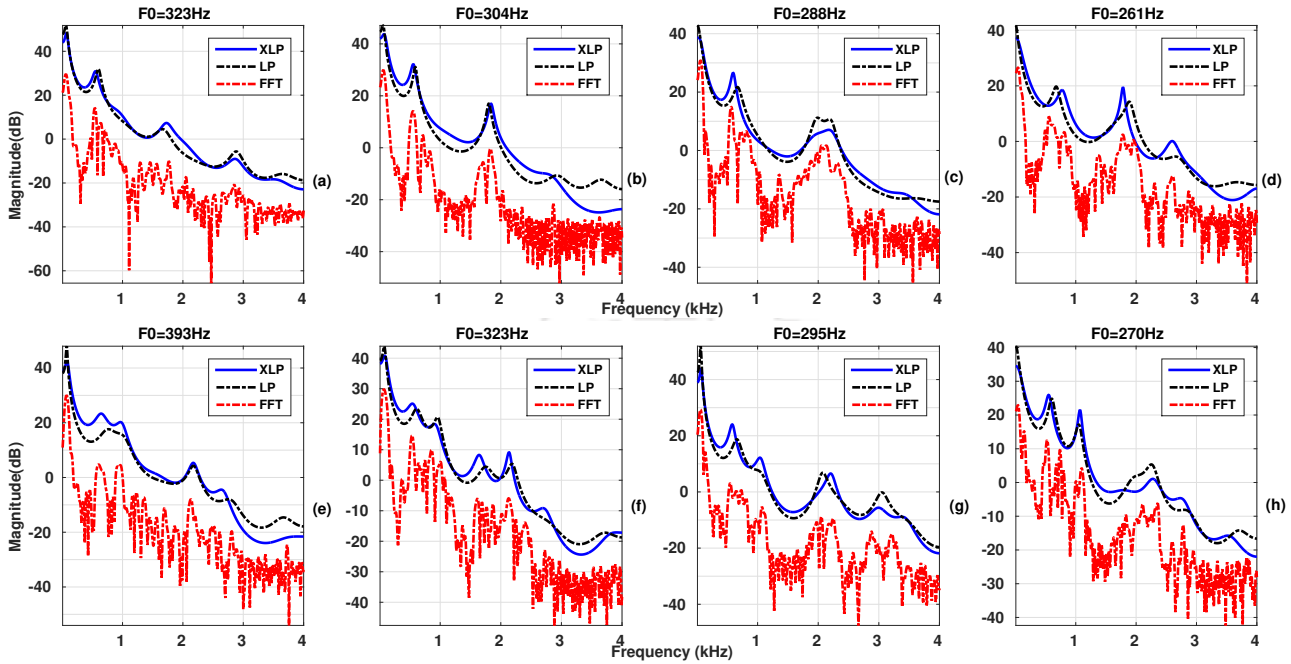 F0=323Hz F0=304Hz F0=288Hz F0=261Hz
XLP
LP
FFT
XLP
LP
FFT
XLP
LP
FFT
XLP
LP
FFT
Magnitude(dB)
40
20
0
-20
-40
-60
(a)
40
20
0
-20
-40
(b)
40
20
0
-20
-40
(c)
40
20
0
-20
-40
(d)
1 2 3 4
1 2 3 4
1 2 3 4
1 2 3 4
Frequency (kHz)
F0=393Hz F0=323Hz F0=295Hz F0=270Hz
XLP
LP
FFT
XLP
LP
FFT
XLP
LP
FFT
XLP
LP
FFT
Magnitude(dB)
40
20
0
-20
-40
(e)
40
30
20
10
0
-10
-20
-30
-40
(f)
40
20
0
-20
-40
(g)
40
30
20
10
0
-10
-20
-30
-40
(h)
1 2 3 4
1 2 3 4
1 2 3 4
1 2 3 4
Frequency (kHz)